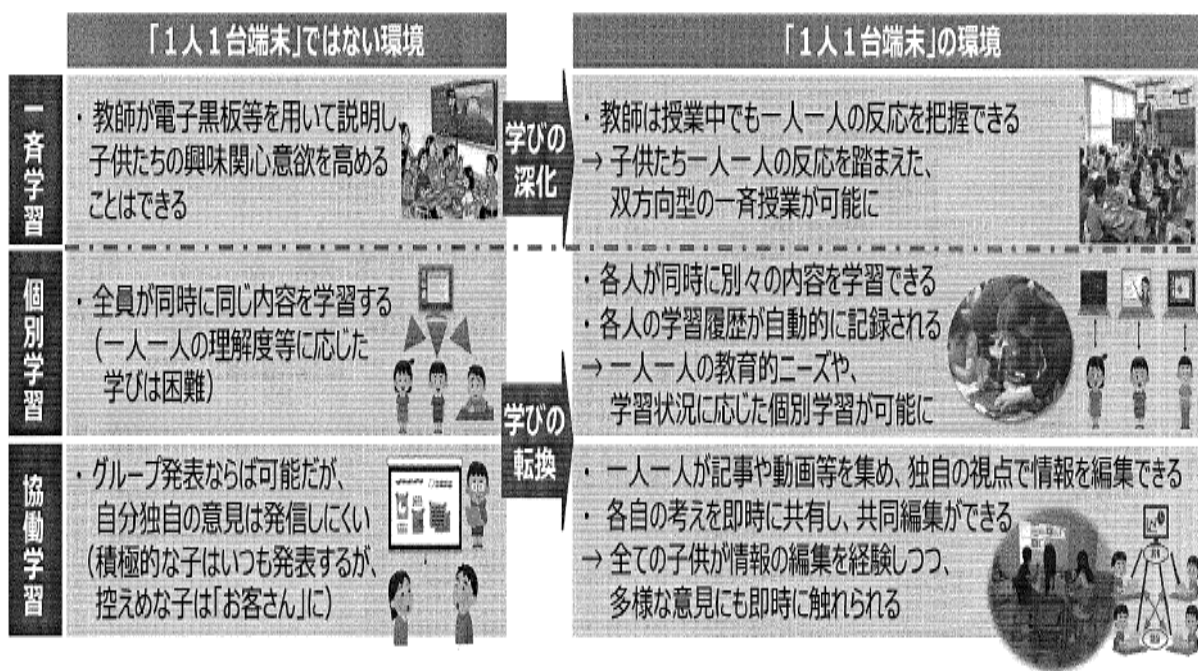 「1人1台端末」ではない環境
「1人1台端末」の環境
一斉学習
・教師が電子黒板等を用いて説明し、
子供たちの興味関心意欲を高める
ことはできる
学びの
深化
・教師は授業中でも一人一人の反応を把握できる
→ 子供たち一人一人の反応を踏まえた、
双方向型の一斉授業が可能に
個別学習
・全員が同時に同じ内容を学習する
(一人一人の理解度等に応じた
学びは困難)
学びの
転換
・各人が同時に別々の内容を学習できる
・各人の学習履歴が自動的に記録される
→ 一人一人の教育的ニーズや、
学習状況に応じた個別学習が可能に
協働学習
・グループ発表ならば可能だが、
自分独自の意見は発信しにくい
(積極的な子はいつも発表するが、
控えめな子は「お客さん」に)
・一人一人が記事や動画等を集め、独自の視点で情報を編集できる
・各自の考えを即時に共有し、共同編集ができる
→ 全ての子供が情報の編集を経験しつつ、
多様な意見にも即時に触れられる